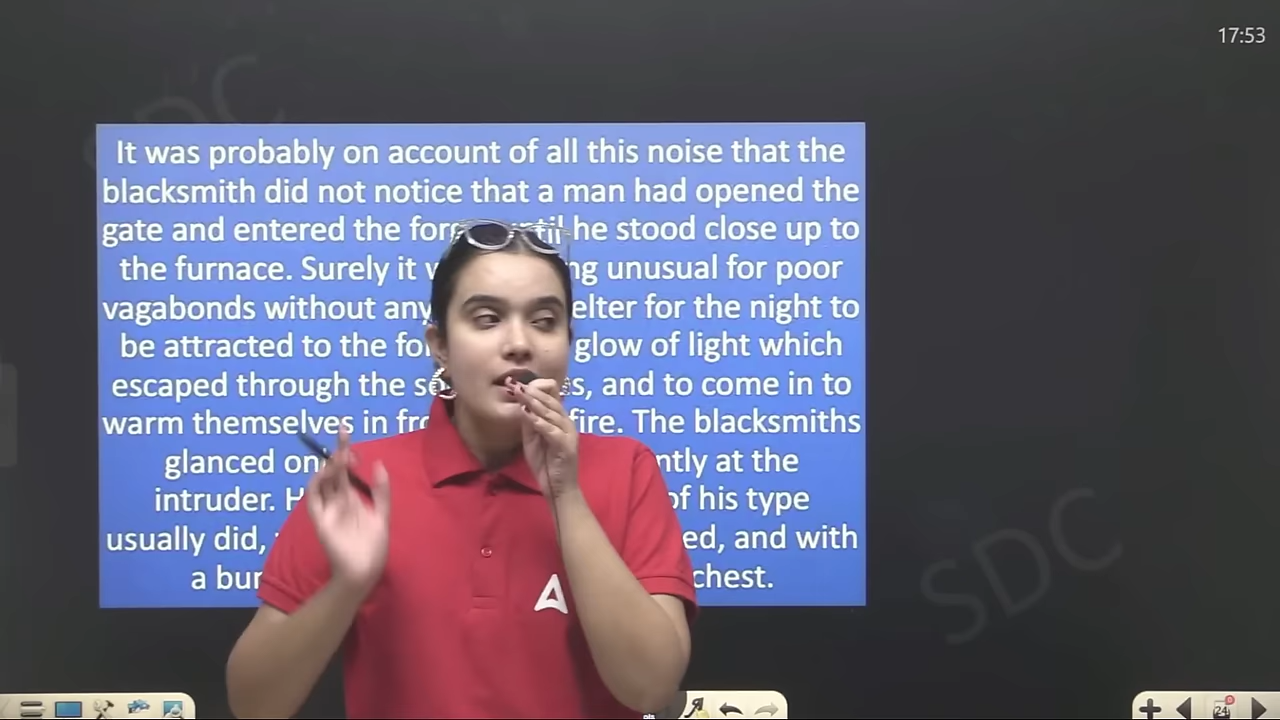 17:53
SDC
It was probably on account of all this noise that the
blacksmith did not notice that a man had opened the
gate and entered the until he stood close up to
the furnace. Surely it unusual for poor
vagabonds without for the night to
be attracted to the glow of light which
escaped through the and to come in to
warm themselves in fire. The blacksmiths
glanced at the
intruder. of his type
usually did, and with
a chest.
SDC
24